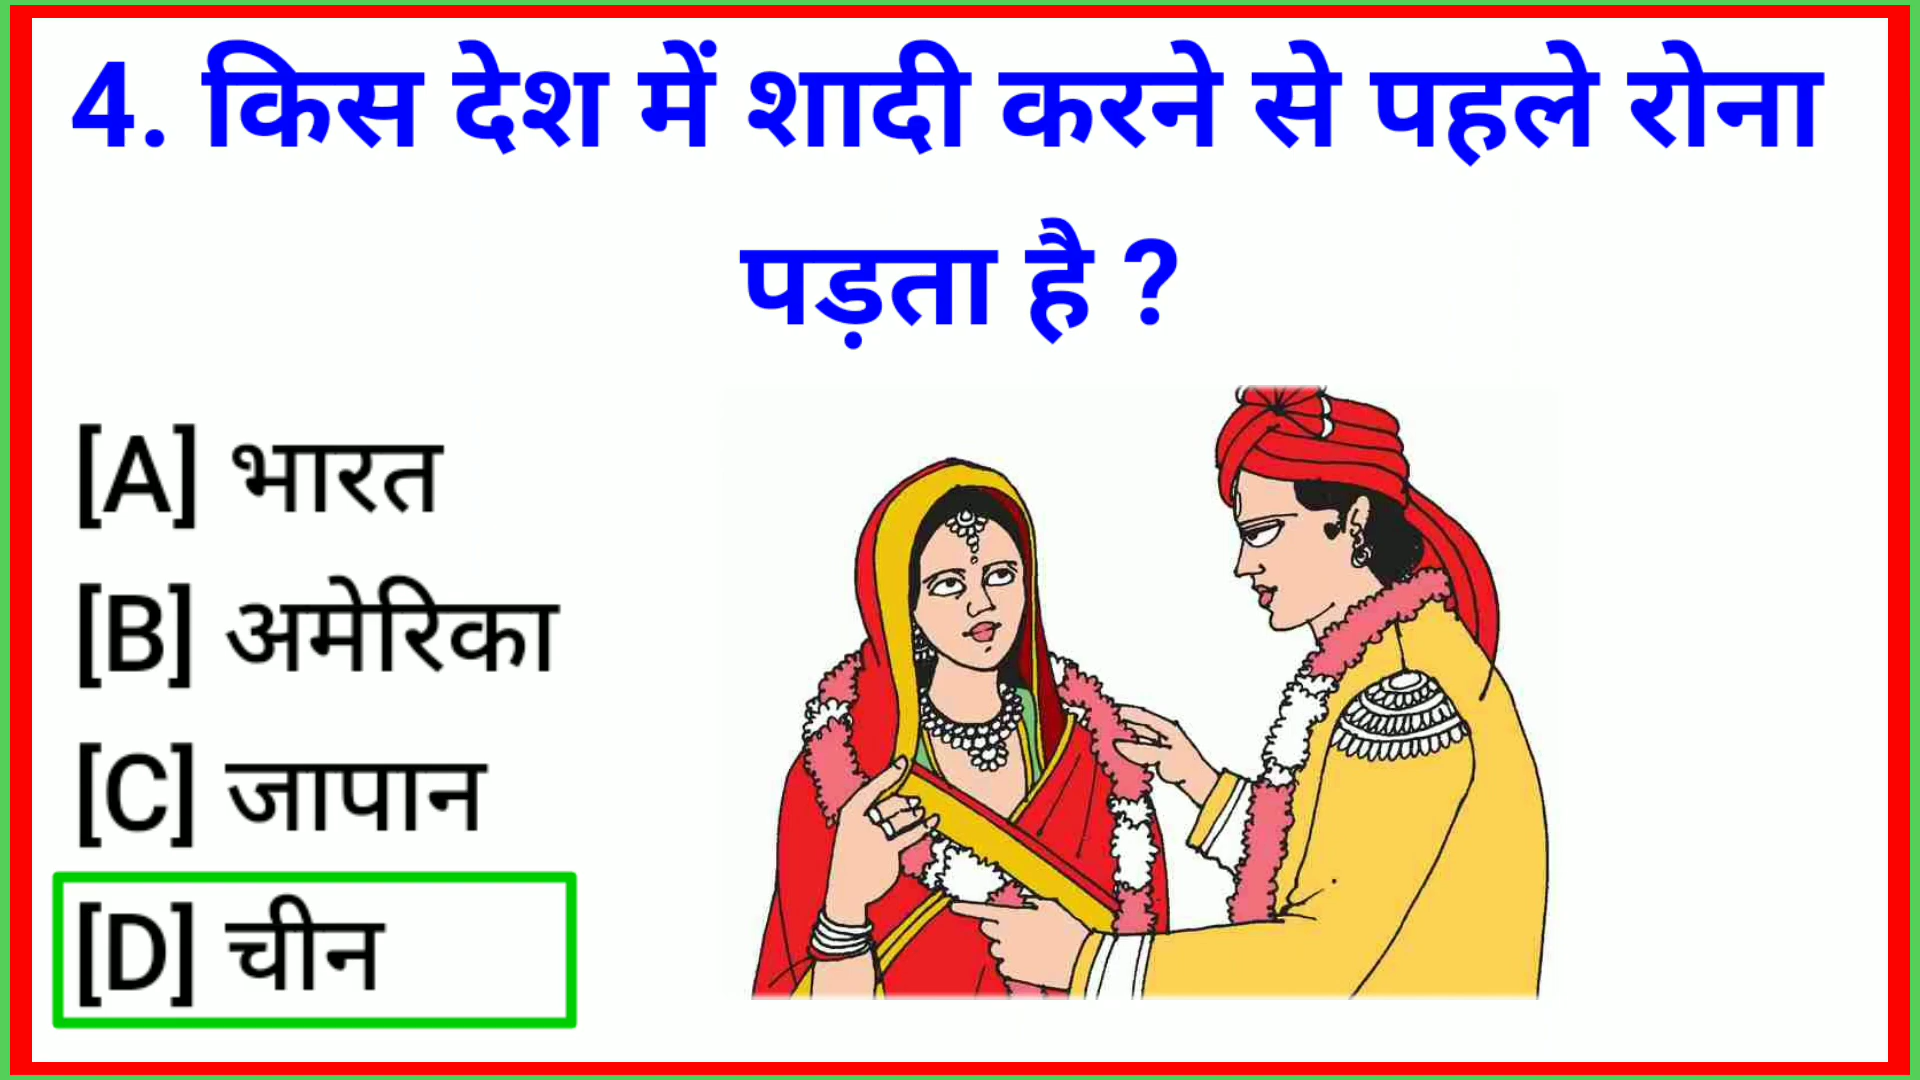 4. किस देश में शादी करने से पहले रोना
पड़ता है ?
[A] भारत
[B] अमेरिका
[C] जापान
[D] चीन